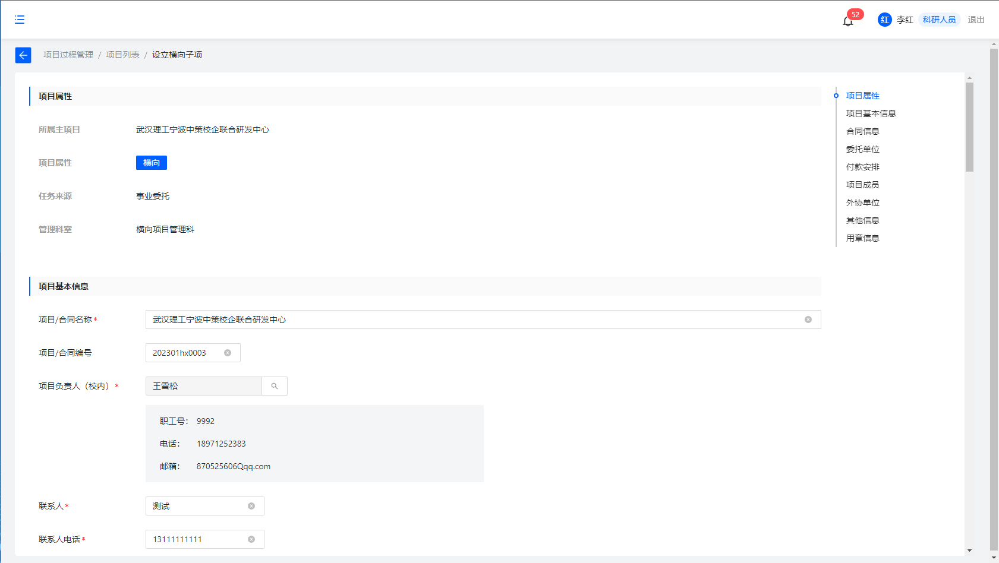 52
红 李红 科研人员 退出
项目过程管理 / 项目列表 / 设立横向子项
项目属性
所属主项目 武汉理工宁波中策校企联合研发中心
项目属性 横向
任务来源 事业委托
管理科室 横向项目管理科
项目基本信息
项目/合同名称* 武汉理工宁波中策校企联合研发中心
项目/合同编号 202301hx0003
项目负责人（校内）* 王雪松
职工号： 9992
电话： 18971252383
邮箱： 870525606Qqq.com
联系人* 测试
联系人电话* 13111111111
项目属性
项目基本信息
合同信息
委托单位
付款安排
项目成员
外协单位
其他信息
用章信息